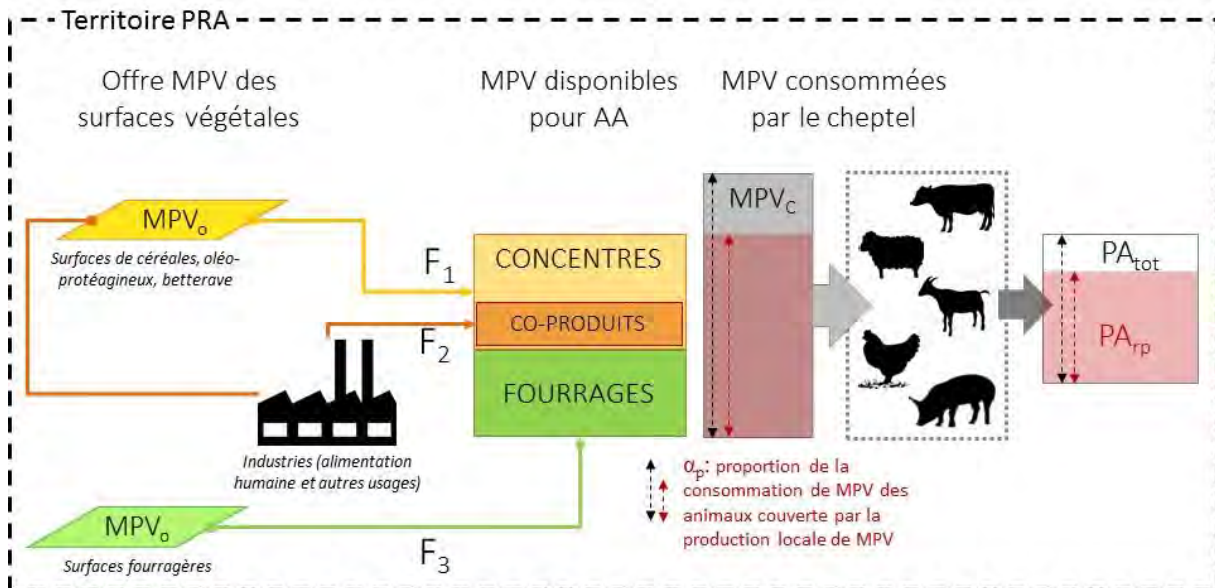 Territoire PRA
Offre MPV des
surfaces végétales
MPV disponibles
pour AA
MPV consommées
par le cheptel
MPVo
Surfaces de céréales, oléo-
protéagineux, betterave
F1
CONCENTRES
CO-PRODUITS
F2
FOURRAGES
Industries (alimentation
humaine et autres usages)
MPVo
Surfaces fourragères
F3
MPVC
PAtot
PArp
αp: proportion de la
consommation de MPV des
animaux couverte par la
production locale de MPV